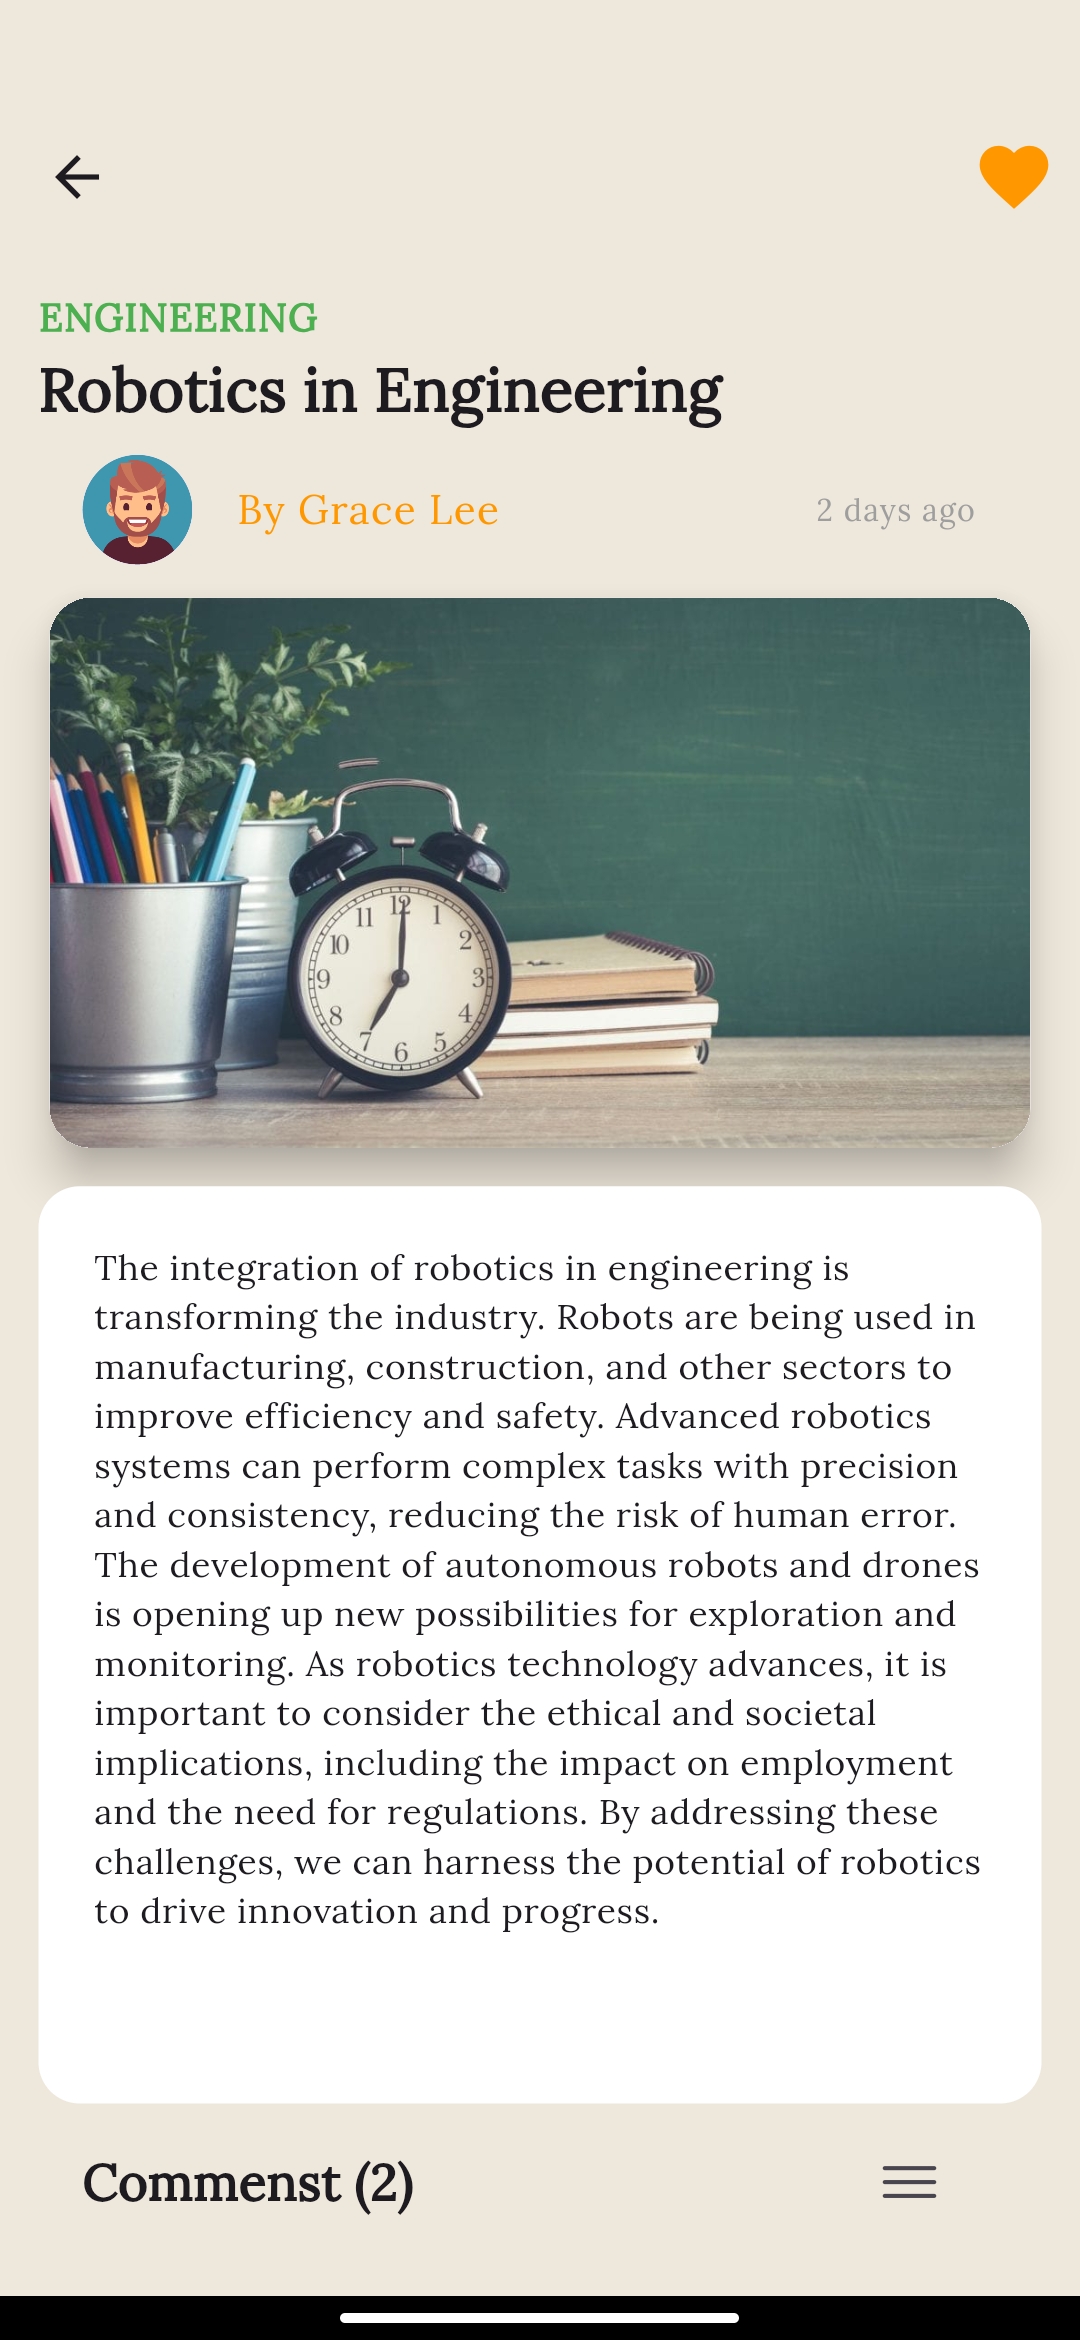 ENGINEERING
Robotics in Engineering
By Grace Lee
2 days ago
12
1
2
3
4
5
6
7
8
9
10
11
The integration of robotics in engineering is
transforming the industry. Robots are being used in
manufacturing, construction, and other sectors to
improve efficiency and safety. Advanced robotics
systems can perform complex tasks with precision
and consistency, reducing the risk of human error.
The development of autonomous robots and drones
is opening up new possibilities for exploration and
monitoring. As robotics technology advances, it is
important to consider the ethical and societal
implications, including the impact on employment
and the need for regulations. By addressing these
challenges, we can harness the potential of robotics
to drive innovation and progress.
Commenst (2)